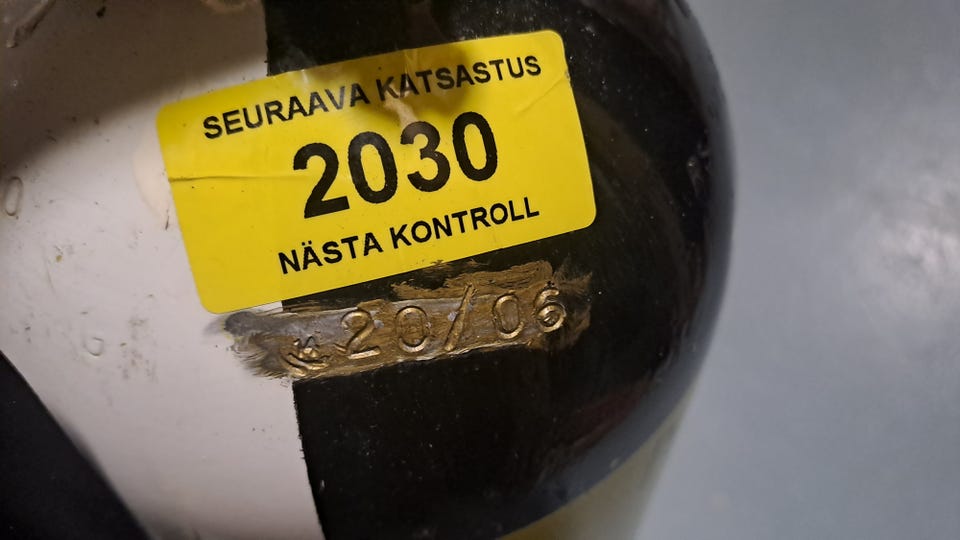 SEURAAVA KATSASTUS
2030
NÄSTA KONTROLL
20/06